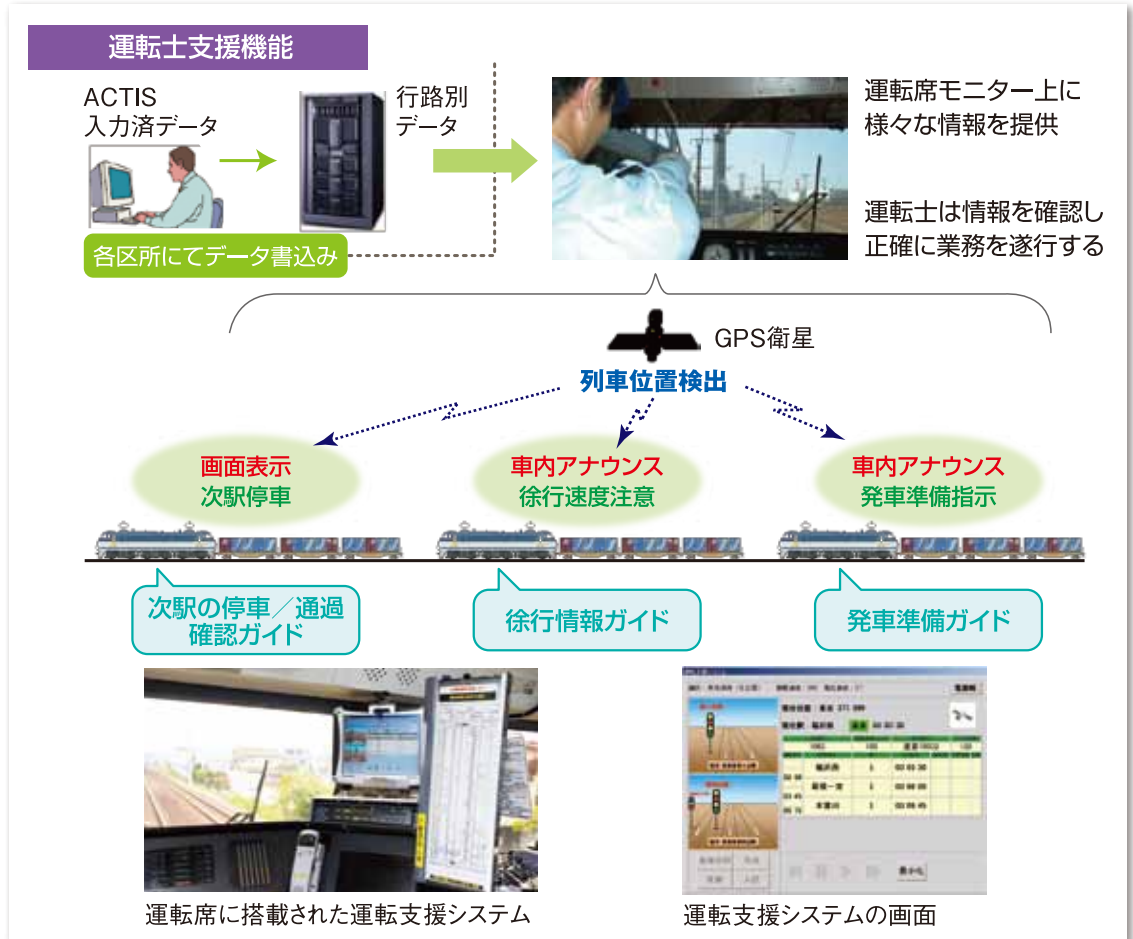 運転士支援機能
ACTIS
入力済データ
行路別
データ
各区所にてデータ書込み
運転席モニター上に
様々な情報を提供
運転士は情報を確認し
正確に業務を遂行する
GPS衛星
列車位置検出
画面表示
次駅停車
車内アナウンス
徐行速度注意
車内アナウンス
発車準備指示
次駅の停車／通過
確認ガイド
徐行情報ガイド
発車準備ガイド
運転席に搭載された運転支援システム
運転支援システムの画面